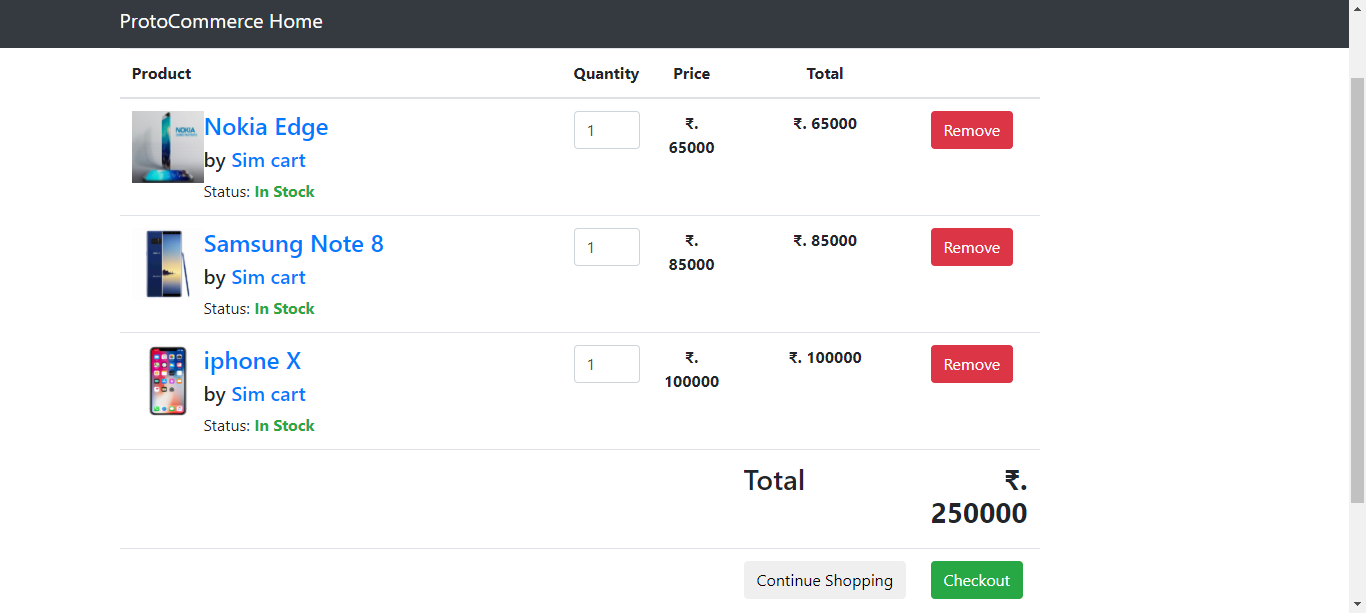 ProtoCommerce Home
Product Quantity Price Total
NOKIA
Nokia Edge
by Sim cart
Status: In Stock
1
₹.
65000
₹. 65000
Remove
Samsung Note 8
by Sim cart
Status: In Stock
1
₹.
85000
₹. 85000
Remove
iphone X
by Sim cart
Status: In Stock
1
₹.
100000
₹. 100000
Remove
Total
₹.
250000
Continue Shopping
Checkout